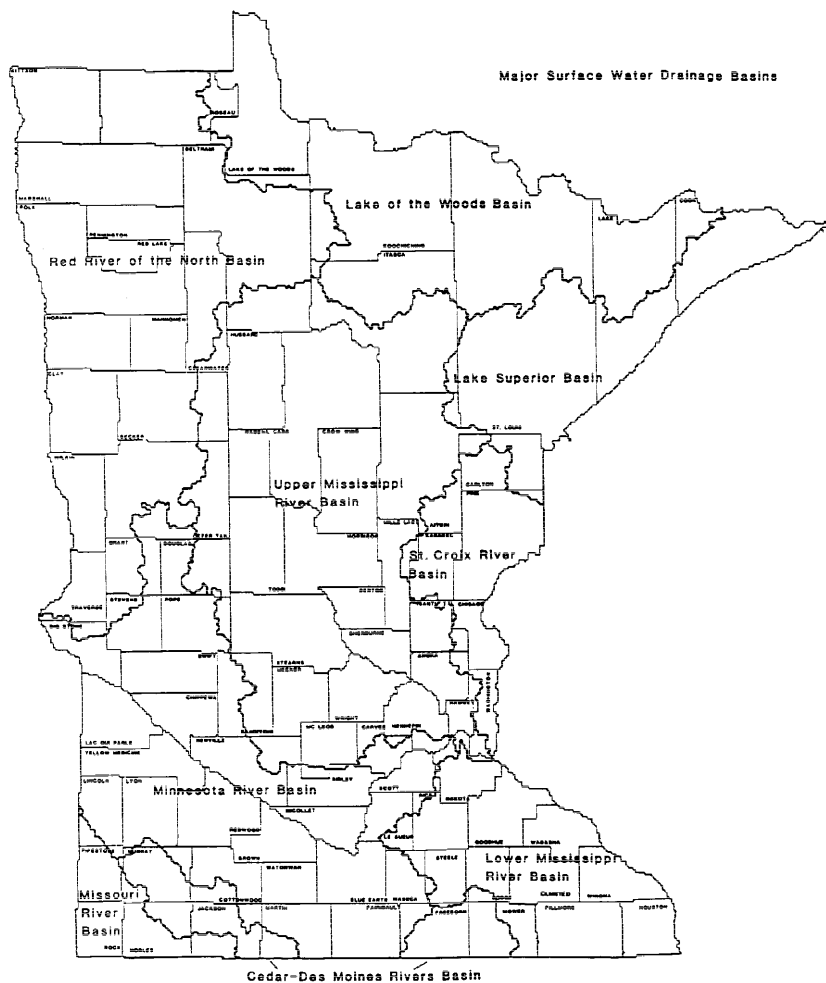 Major Surface Water Drainage Basins
KITTSON
ROSEAU
BELTRAMI
LAKE OF THE WOODS
MARSHALL
POLK
Lake of the Woods Basin
LAKE
COOK
PENNINGTON
RED LAKE
KOOCHICHING
ITASCA
Red River of the North Basin
NORMAN
MAHNOMEN
HUBBARD
CLAY
CLEARWATER
Lake Superior Basin
BECKER
WADENA CASS
CROW WING
ST. LOUIS
WILKIN
CARLTON
PINE
Upper Mississippi
River Basin
MILLE LACS
AITKIN
KANABEC
GRANT
DOUGLAS
OTTER TAIL
MORRISON
St. Croix River
Basin
TRAVERSE
STEVENS
POPE
TODD
BENTON
ISANTI
CHISAGO
BIG STONE
SHERBURNE
SWIFT
STEARNS
MEEKER
ANOKA
WASHINGTON
CHIPPEWA
RAMSEY
WRIGHT
LAC QUI PARLE
YELLOW MEDICINE
RENVILLE
KANDIYOHI
MC LEOD
CARVER
HENNEPIN
LINCOLN
LYON
Minnesota River Basin
SIBLEY
SCOTT
RICE
DAKOTA
NICOLLET
REDWOOD
LE SUEUR
GOODHUE
WABASHA
PIPESTONE
MURRAY
BROWN
WATONWAN
STEELE
Lower Mississippi
River Basin
Missouri
River
Basin
COTTONWOOD
BLUE EARTH
WASECA
DODGE
OLMSTED
WINONA
JACKSON
MARTIN
FARIBAULT
FREEBORN
MOWER
FILLMORE
HOUSTON
ROCK
NOBLES
Cedar-Des Moines Rivers Basin